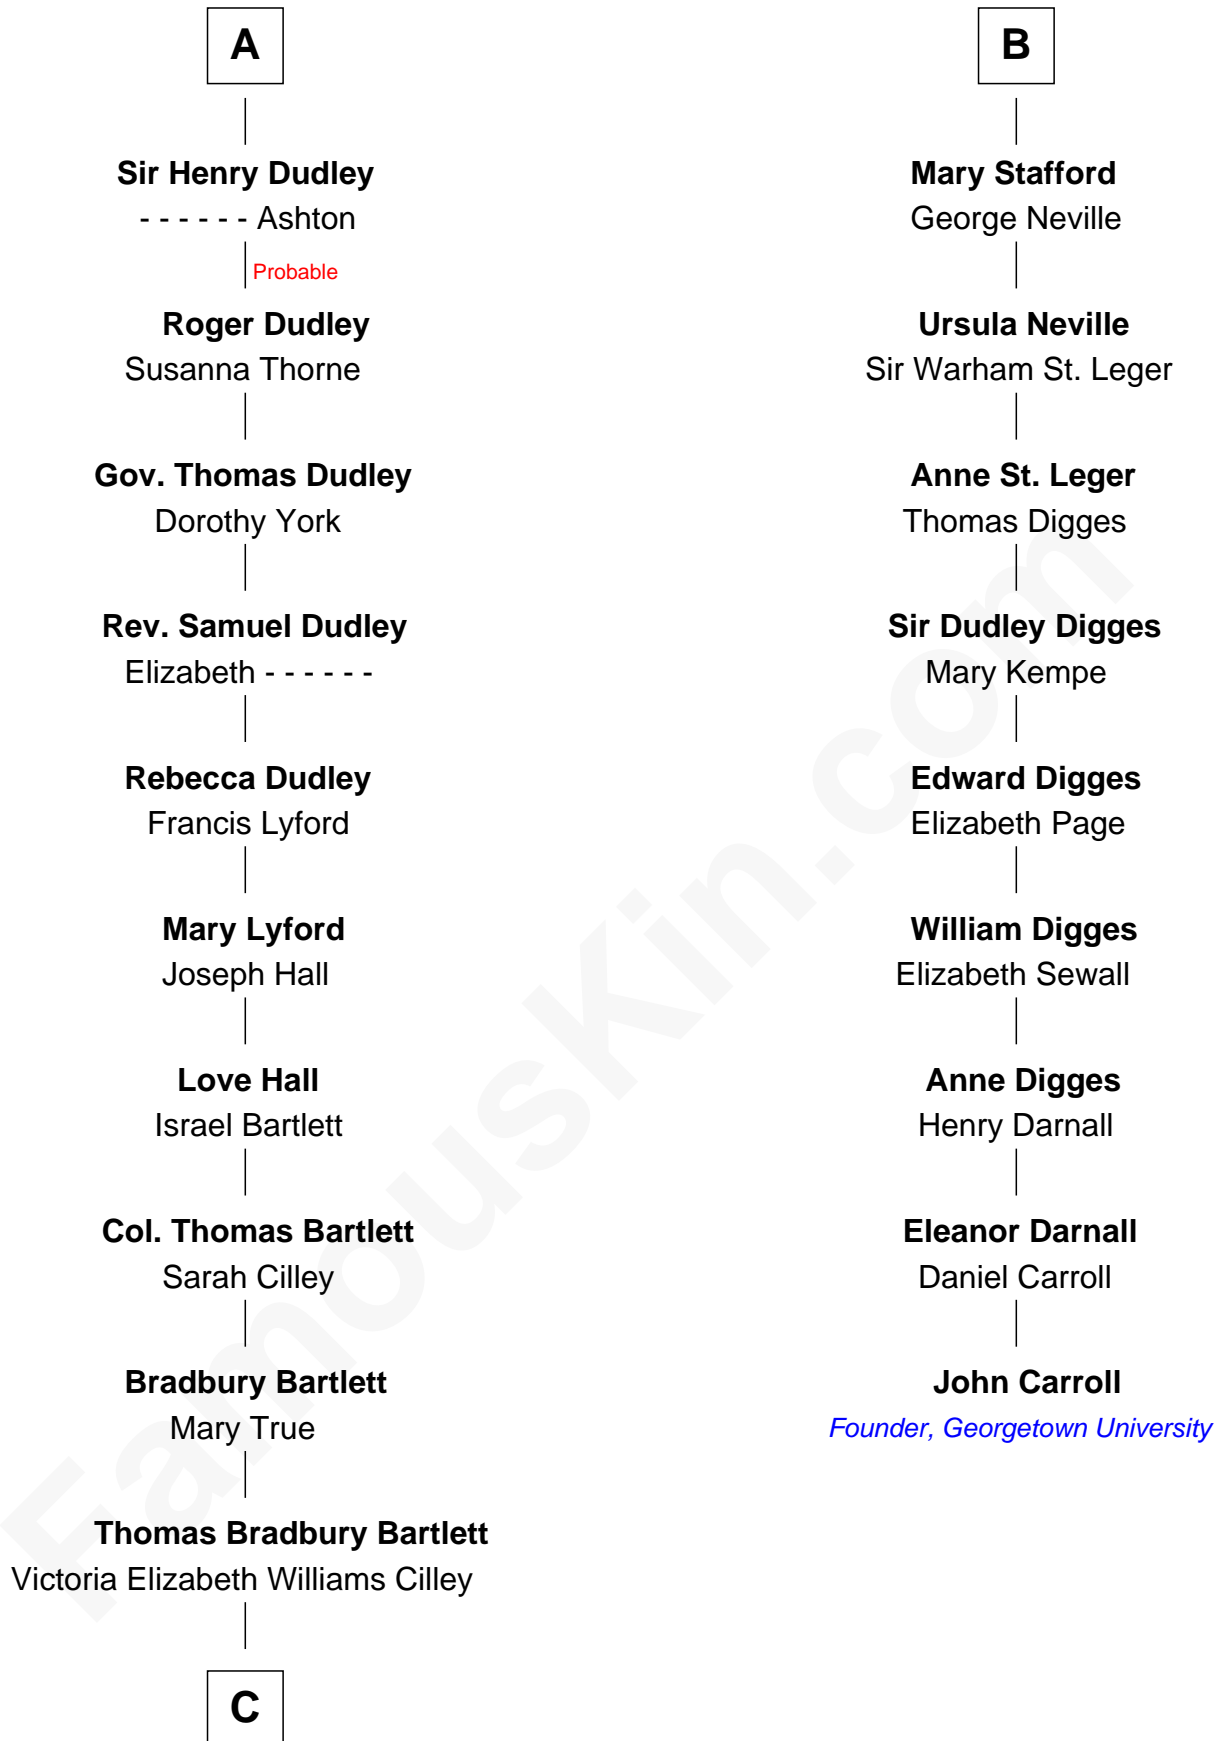 A
Sir Henry Dudley
- - - - - - Ashton
Probable
Roger Dudley
Susanna Thorne
Gov. Thomas Dudley
Dorothy York
Rev. Samuel Dudley
Elizabeth - - - - - -
Rebecca Dudley
Francis Lyford
Mary Lyford
Joseph Hall
Love Hall
Israel Bartlett
Col. Thomas Bartlett
Sarah Cilley
Bradbury Bartlett
Mary True
Thomas Bradbury Bartlett
Victoria Elizabeth Williams Cilley
C
B
Mary Stafford
George Neville
Ursula Neville
Sir Warham St. Leger
Anne St. Leger
Thomas Digges
Sir Dudley Digges
Mary Kempe
Edward Digges
Elizabeth Page
William Digges
Elizabeth Sewall
Anne Digges
Henry Darnall
Eleanor Darnall
Daniel Carroll
John Carroll
Founder, Georgetown University
FamousKin.com